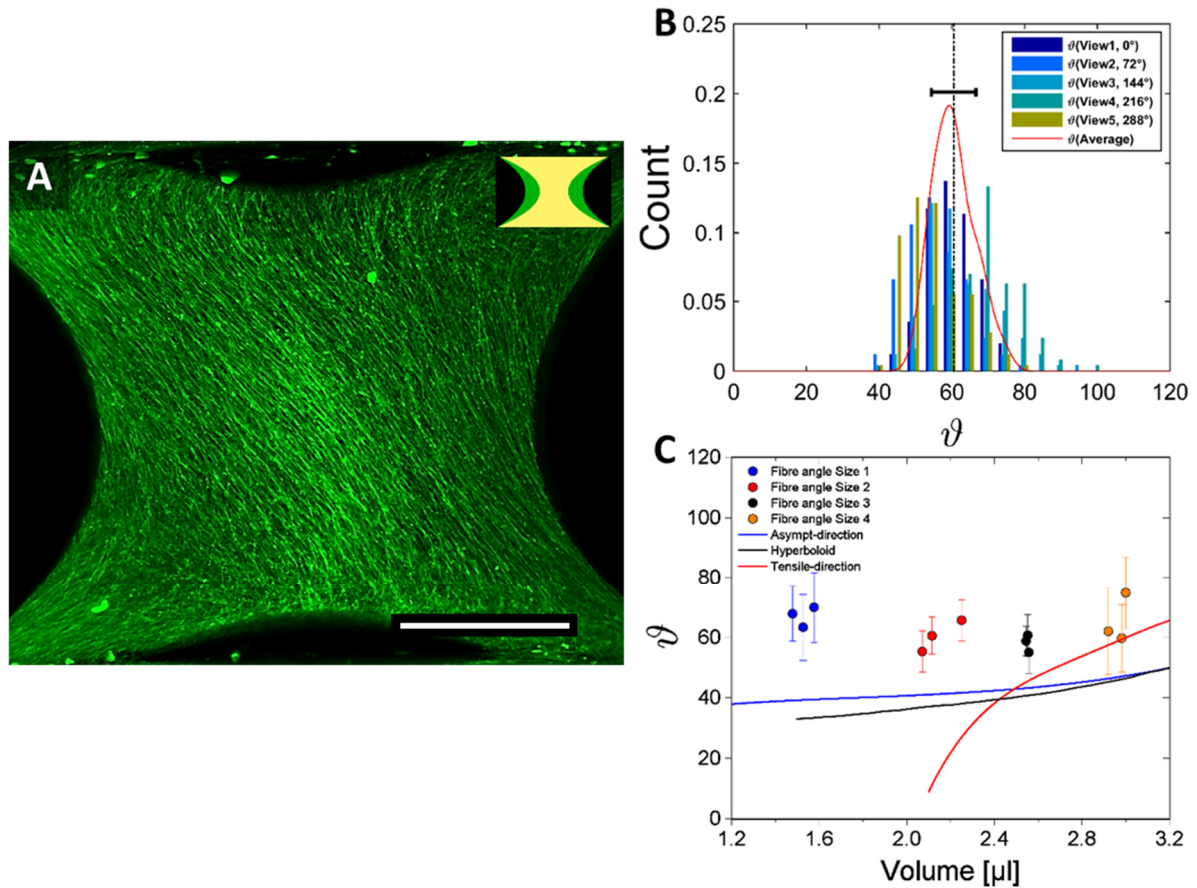 A
B
0.25
0.2
0.15
0.1
0.05
0
Count
0 20 40 60 80 100 120
ϑ
ϑ(View1, 0°)
ϑ(View2, 72°)
ϑ(View3, 144°)
ϑ(View4, 216°)
ϑ(View5, 288°)
ϑ(Average)
C
120
100
80
60
40
20
0
ϑ
Fibre angle Size 1
Fibre angle Size 2
Fibre angle Size 3
Fibre angle Size 4
Asympt-direction
Hyperboloid
Tensile-direction
1.2 1.6 2.0 2.4 2.8 3.2
Volume [µl]